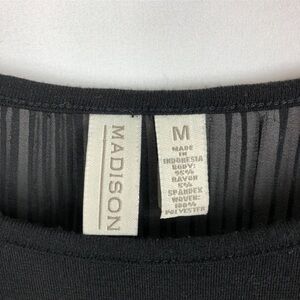 MADISON
M
MADE
IN
INDONESIA
BODY:
95%
RAYON
5%
SPANDEX
WOVEN:
100%
POLYESTER